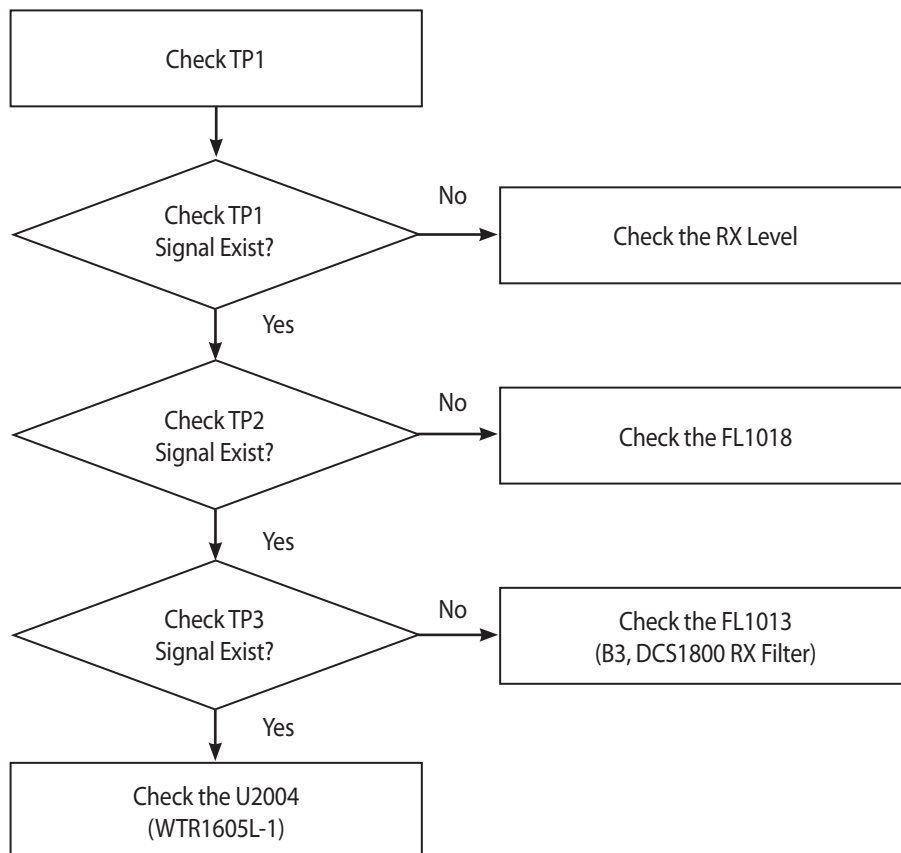 Check TP1
Check TP1
Signal Exist?
No
Check the RX Level
Yes
Check TP2
Signal Exist?
No
Check the FL1018
Yes
Check TP3
Signal Exist?
No
Check the FL1013
(B3, DCS1800 RX Filter)
Yes
Check the U2004
(WTR1605L-1)